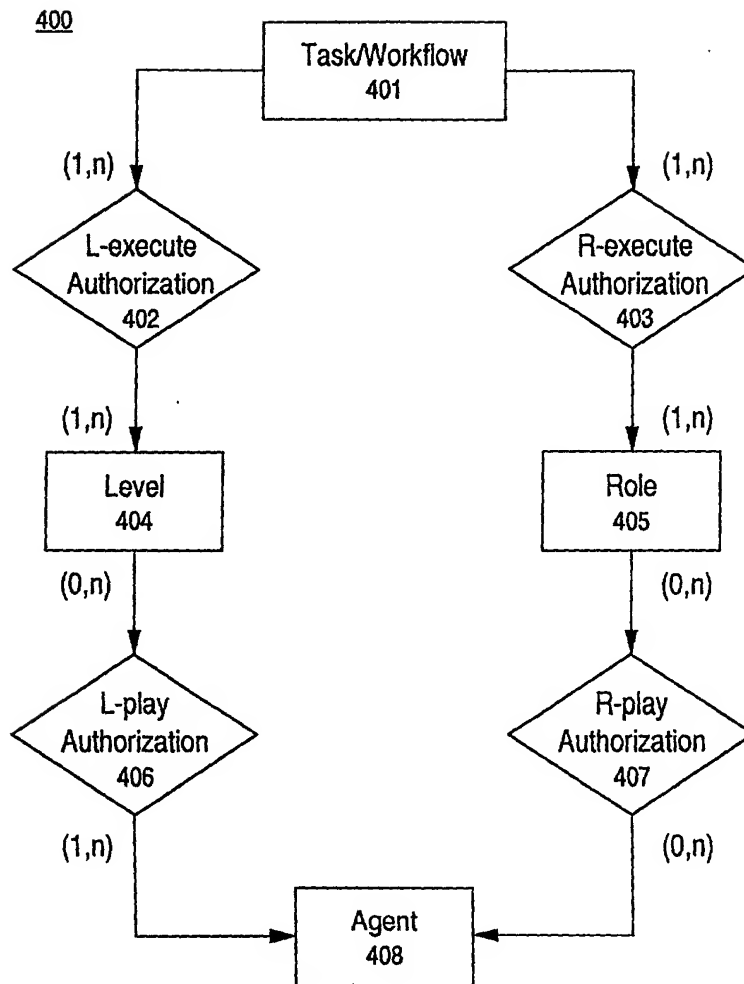 400
Task/Workflow
401
(1,n)
(1,n)
L-execute
Authorization
402
R-execute
Authorization
403
(1,n)
(1,n)
Level
404
Role
405
(0,n)
(0,n)
L-play
Authorization
406
R-play
Authorization
407
(1,n)
(0,n)
Agent
408